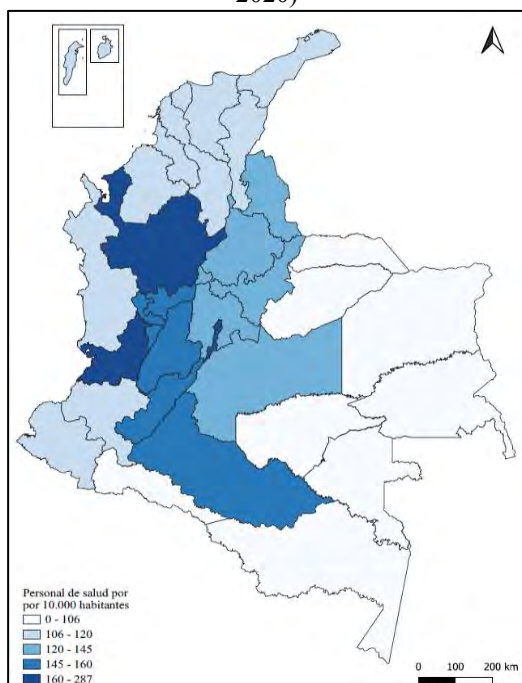 2020)
Personal de salud por
por 10.000 habitantes
0 - 106
106 - 120
120 - 145
145 - 160
160 - 287
0 100 200 km